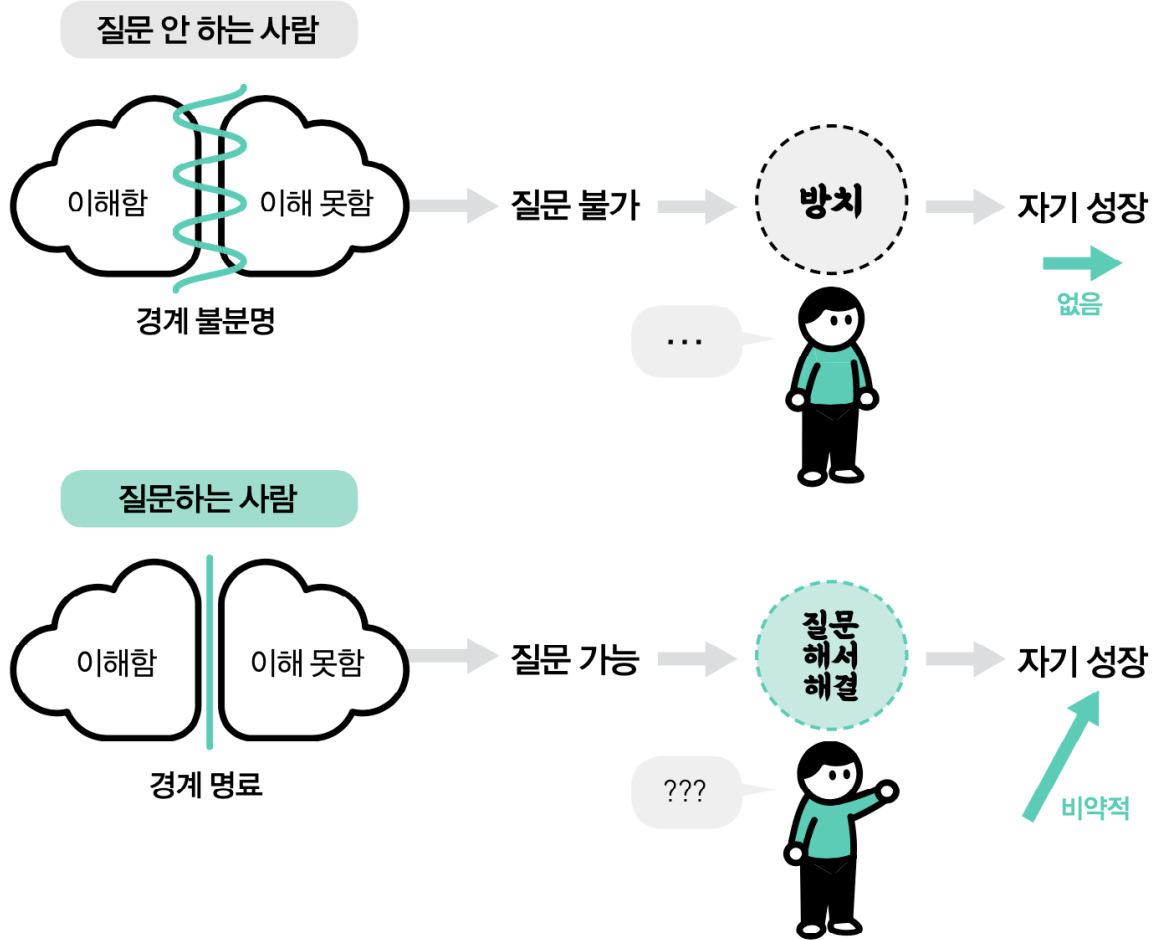 질문 안 하는 사람
이해함
이해 못함
경계 불분명
질문 불가
방치
...
자기 성장
없음
질문하는 사람
이해함
이해 못함
경계 명료
질문 가능
질문
해서
해결
???
자기 성장
비약적